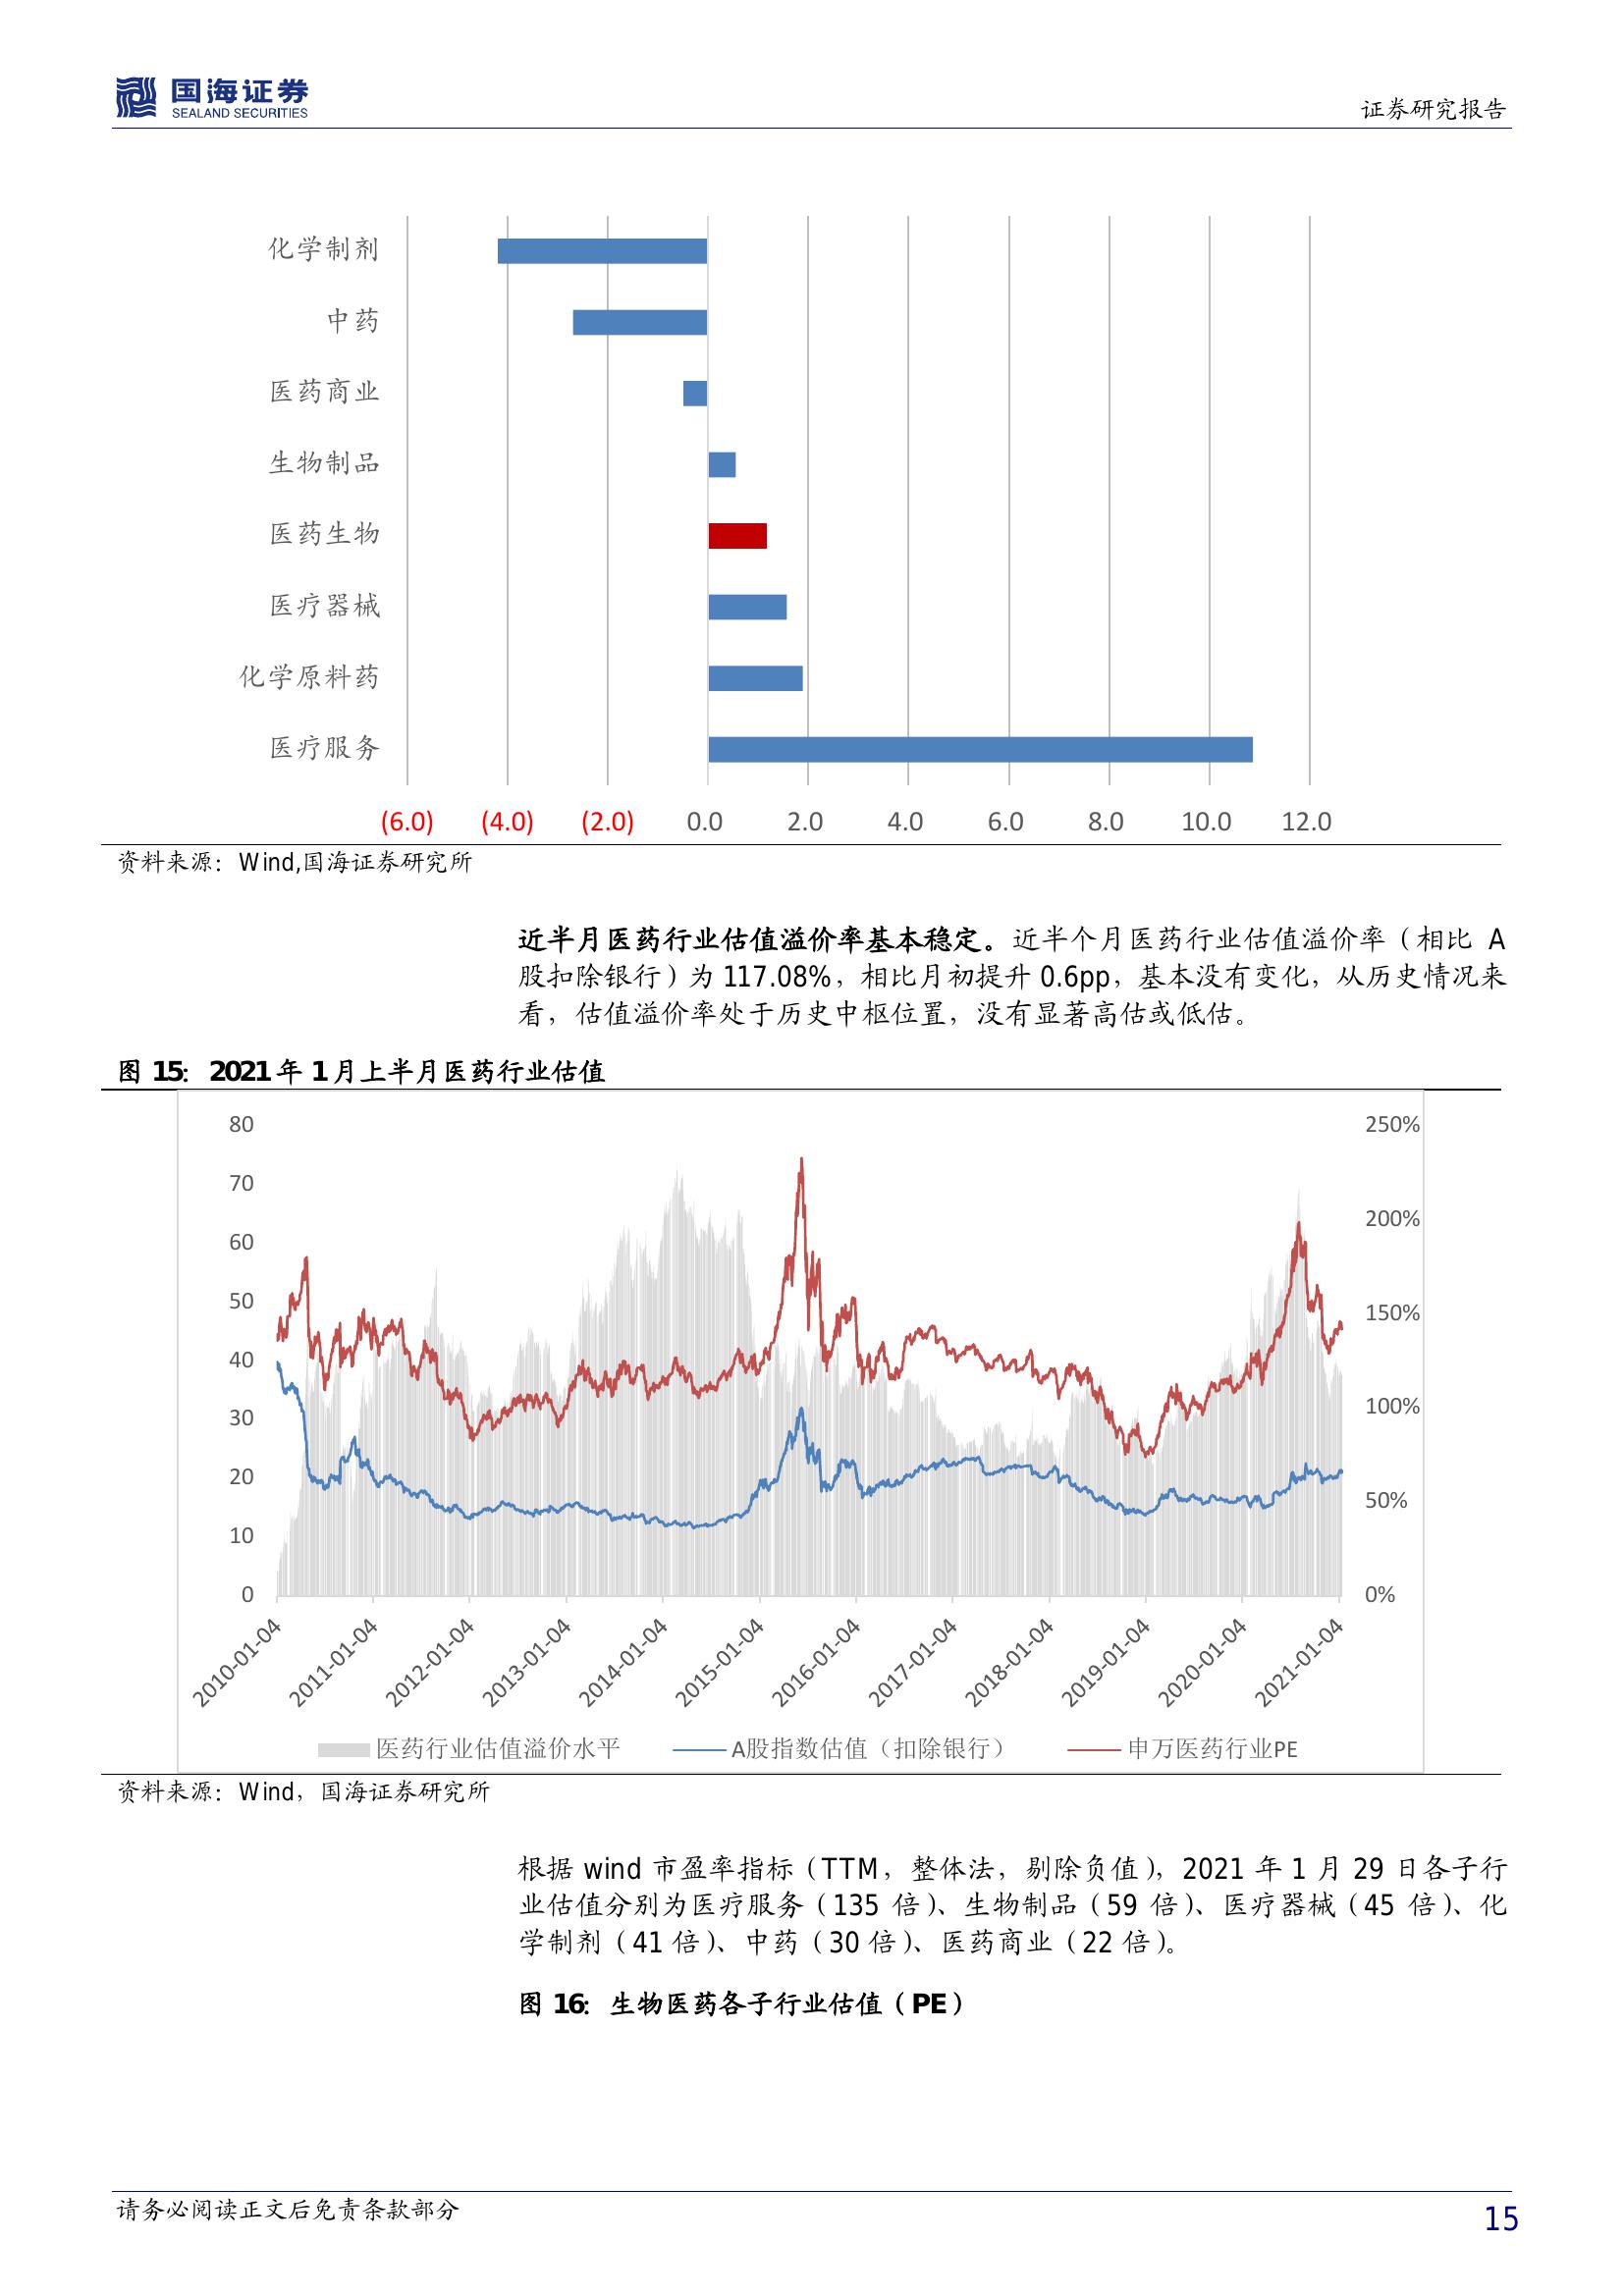 国海证券
SEALAND SECURITIES
证券研究报告
化学制剂
中药
医药商业
生物制品
医药生物
医疗器械
化学原料药
医疗服务
(6.0) (4.0) (2.0) 0.0 2.0 4.0 6.0 8.0 10.0 12.0
资料来源：Wind,国海证券研究所
近半月医药行业估值溢价率基本稳定。近半个月医药行业估值溢价率（相比 A
股扣除银行）为 117.08%，相比月初提升 0.6pp，基本没有变化，从历史情况来
看，估值溢价率处于历史中枢位置，没有显著高估或低估。
图 15：2021 年 1 月上半月医药行业估值
80 250%
70
60 200%
50 150%
40
30 100%
20 50%
10
0 0%
2010-01-04 2011-01-04 2012-01-04 2013-01-04 2014-01-04 2015-01-04 2016-01-04 2017-01-04 2018-01-04 2019-01-04 2020-01-04 2021-01-04
医药行业估值溢价水平 A股指数估值（扣除银行） 申万医药行业PE
资料来源：Wind，国海证券研究所
根据 wind 市盈率指标（TTM，整体法，剔除负值），2021 年 1 月 29 日各子行
业估值分别为医疗服务（135 倍）、生物制品（59 倍）、医疗器械（45 倍）、化
学制剂（41 倍）、中药（30 倍）、医药商业（22 倍）。
图 16：生物医药各子行业估值（PE）
请务必阅读正文后免责条款部分
15